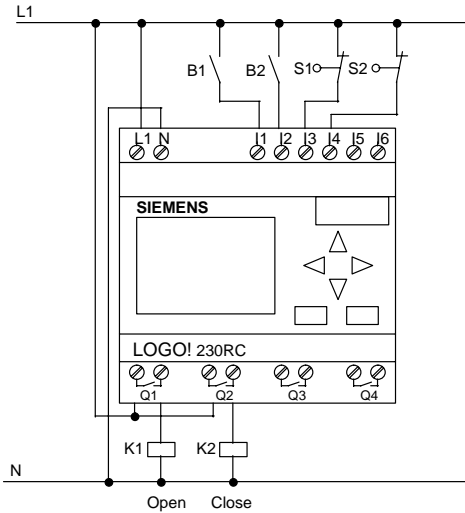 L1
B1 B2 S1 S2
L1 N I1 I2 I3 I4 I5 I6
SIEMENS
LOGO! 230RC
Q1 Q2 Q3 Q4
K1 K2
N
Open Close